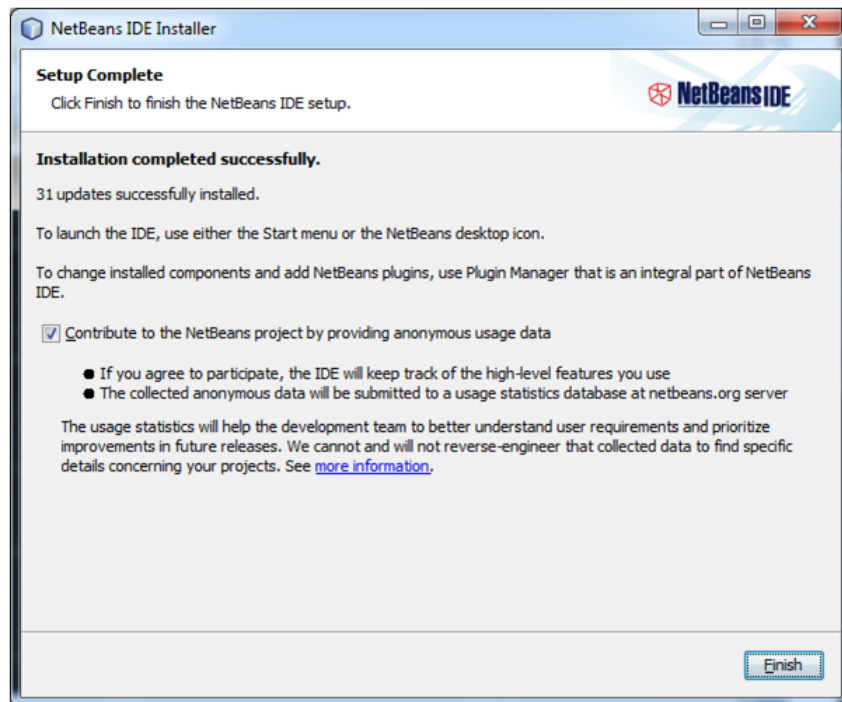 NetBeans IDE Installer
Setup Complete
Click Finish to finish the NetBeans IDE setup.
NetBeans IDE
Installation completed successfully.
31 updates successfully installed.
To launch the IDE, use either the Start menu or the NetBeans desktop icon.
To change installed components and add NetBeans plugins, use Plugin Manager that is an integral part of NetBeans
IDE.
Contribute to the NetBeans project by providing anonymous usage data
If you agree to participate, the IDE will keep track of the high-level features you use
The collected anonymous data will be submitted to a usage statistics database at netbeans.org server
The usage statistics will help the development team to better understand user requirements and prioritize
improvements in future releases. We cannot and will not reverse-engineer that collected data to find specific
details concerning your projects. See more information.
Finish